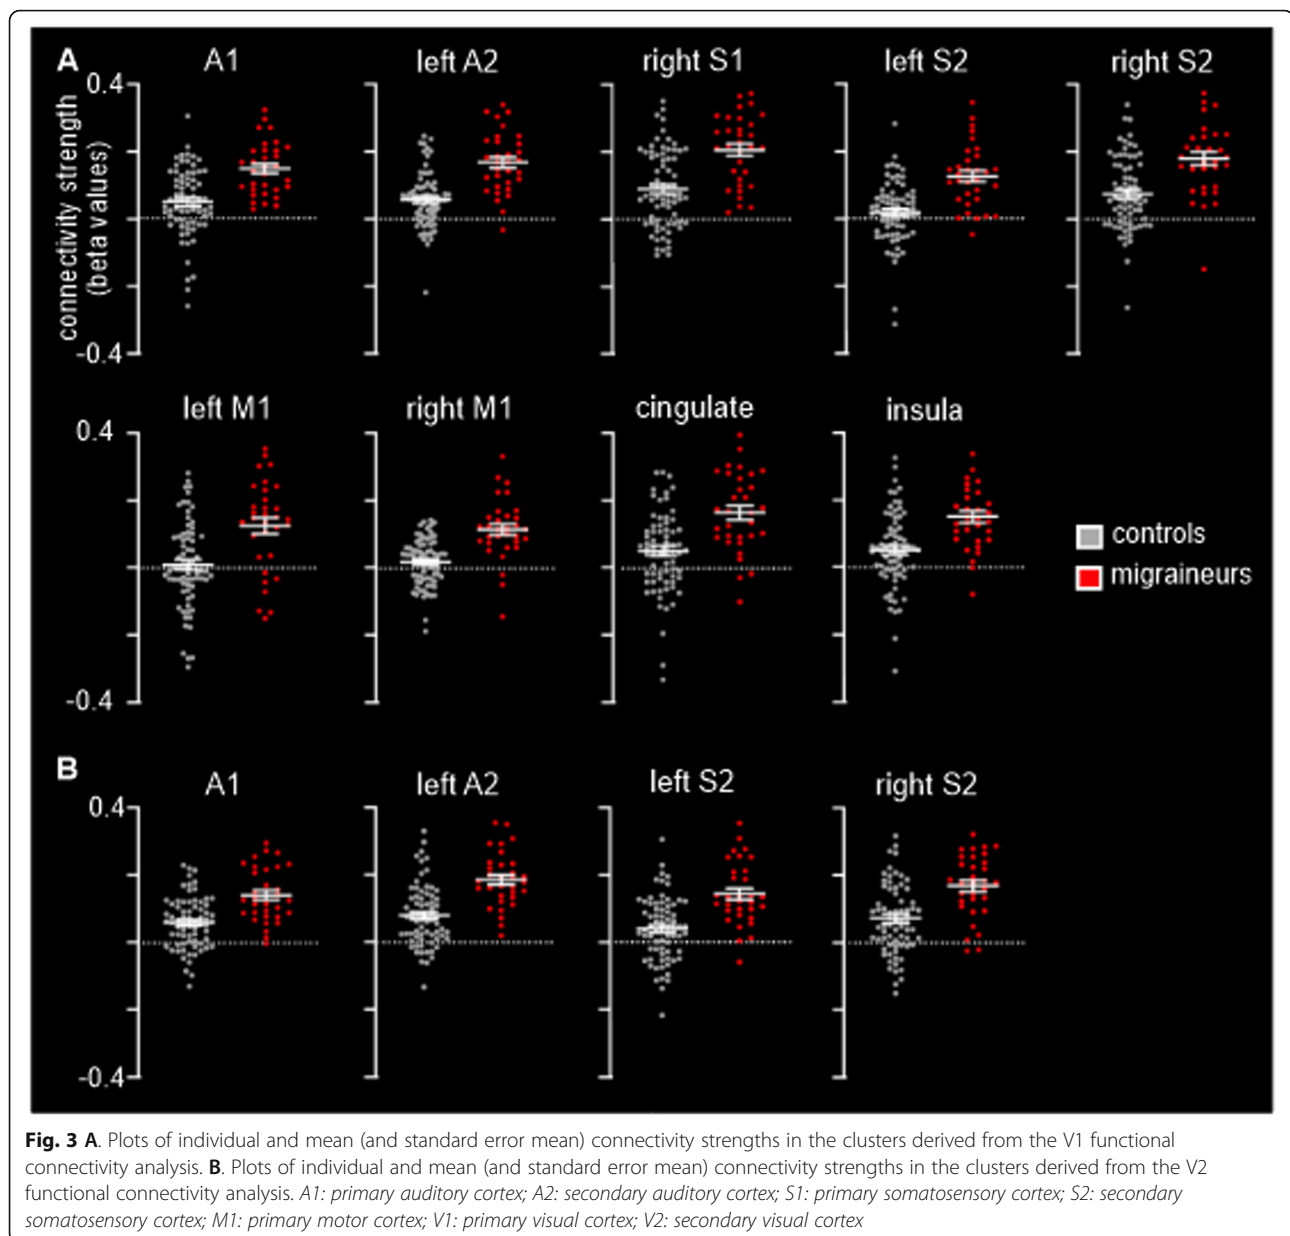 A
A1
left A2
right S1
left S2
right S2
0.4
connectivity strength
(beta values)
-0.4
left M1
right M1
cingulate
insula
0.4
-0.4
controls
migraineurs
B
A1
left A2
left S2
right S2
0.4
-0.4
Fig. 3 A. Plots of individual and mean (and standard error mean) connectivity strengths in the clusters derived from the V1 functional
connectivity analysis. B. Plots of individual and mean (and standard error mean) connectivity strengths in the clusters derived from the V2
functional connectivity analysis. A1: primary auditory cortex; A2: secondary auditory cortex; S1: primary somatosensory cortex; S2: secondary
somatosensory cortex; M1: primary motor cortex; V1: primary visual cortex; V2: secondary visual cortex